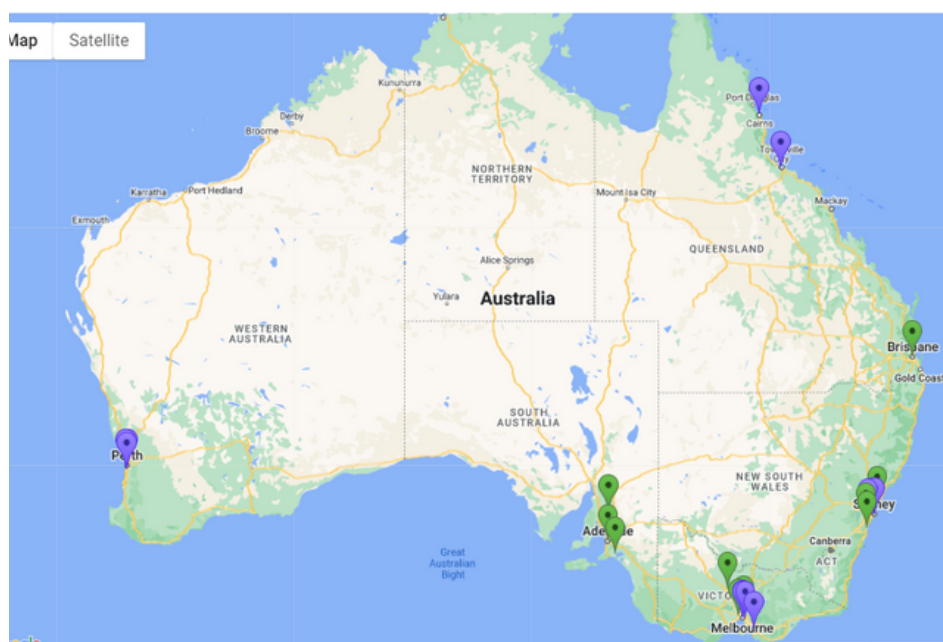 Map
Satellite
Kununurra
Port Douglas
Derby
Cairns
Broome
Townsville
City
NORTHERN
TERRITORY
Karratha
Port Hedland
Mount Isa City
Mackay
Exmouth
QUEENSLAND
Alice Springs
Yulara
Australia
WESTERN
AUSTRALIA
Brisbane
Gold Coast
SOUTH
AUSTRALIA
Perth
NEW SOUTH
WALES
Sydney
Adelaide
Canberra
ACT
Great
Australian
Bight
VICTO
Melbourne